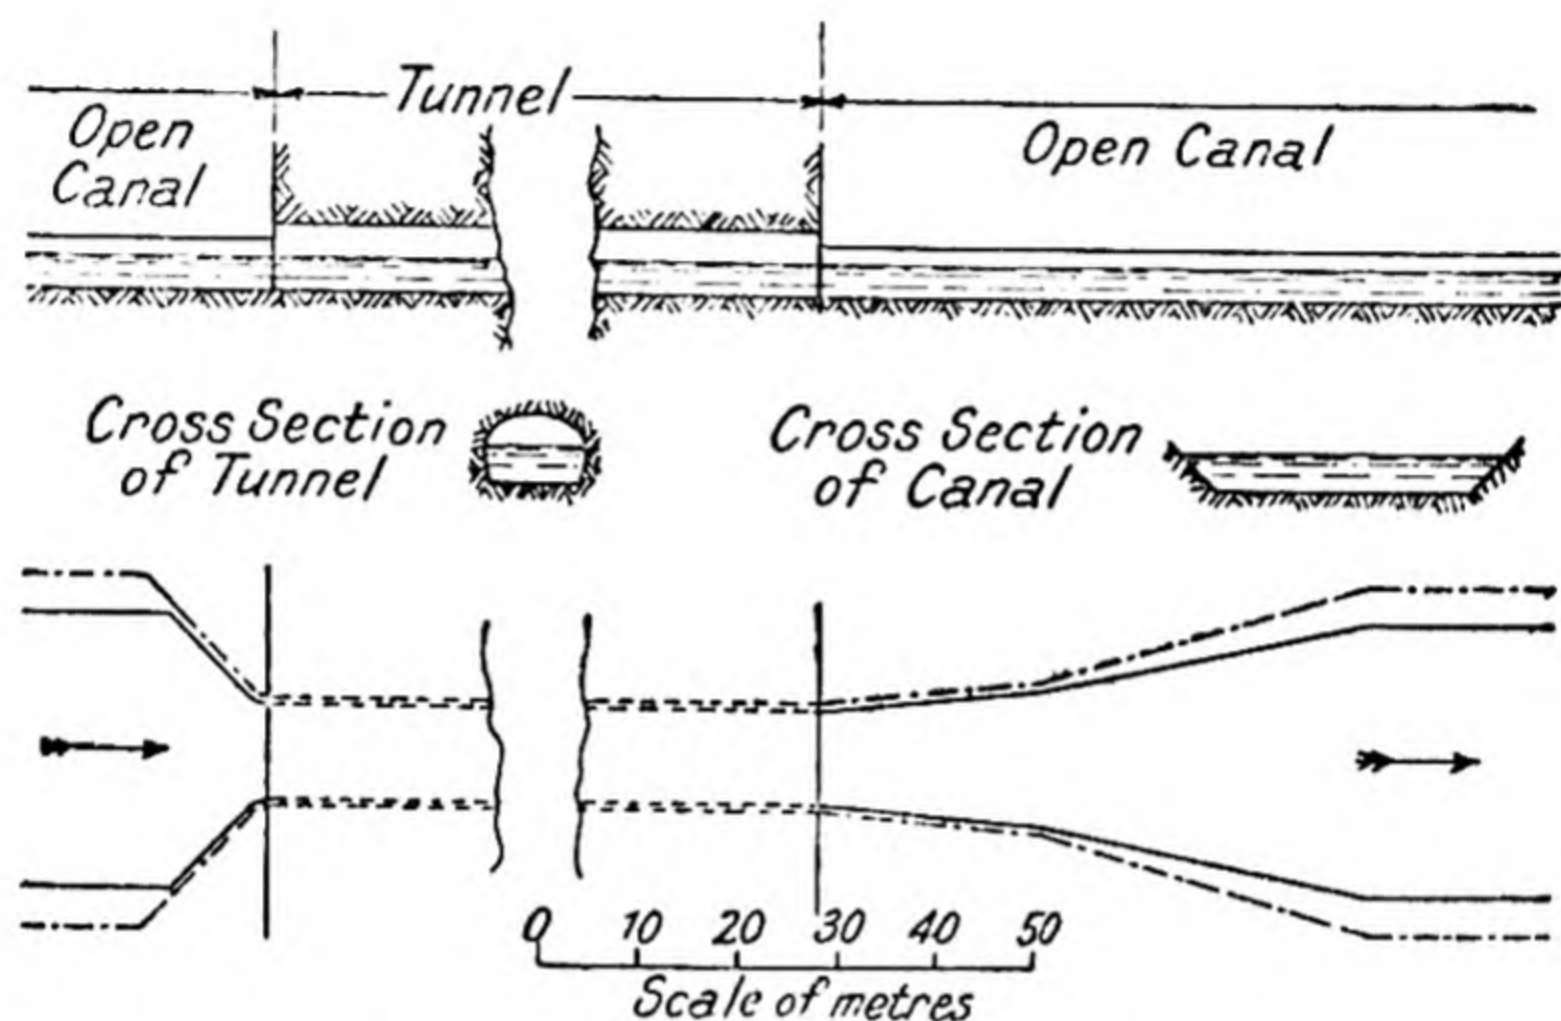 Tunnel
Open
Canal
Open Canal
Cross Section
of Tunnel
Cross Section
of Canal
0 10 20 30 40 50
Scale of metres